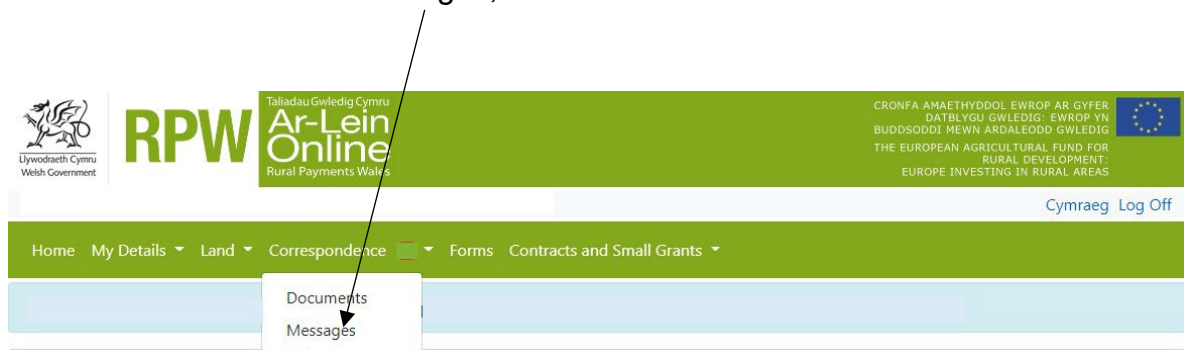 Llywodraeth Cymru
Welsh Government
RPW
Taliadau Gwledig Cymru
Ar-Lein
Online
Rural Payments Wales
CRONFA AMAETHYDDOL EWROP AR GYFER
DATBLYGU GWLEDIG: EWROP YN
BUDDSODDI MEWN ARDALEODD GWLEDIG
THE EUROPEAN AGRICULTURAL FUND FOR
RURAL DEVELOPMENT:
EUROPE INVESTING IN RURAL AREAS
Cymraeg Log Off
Home My Details Land Correspondence Forms Contracts and Small Grants
Documents
Messages